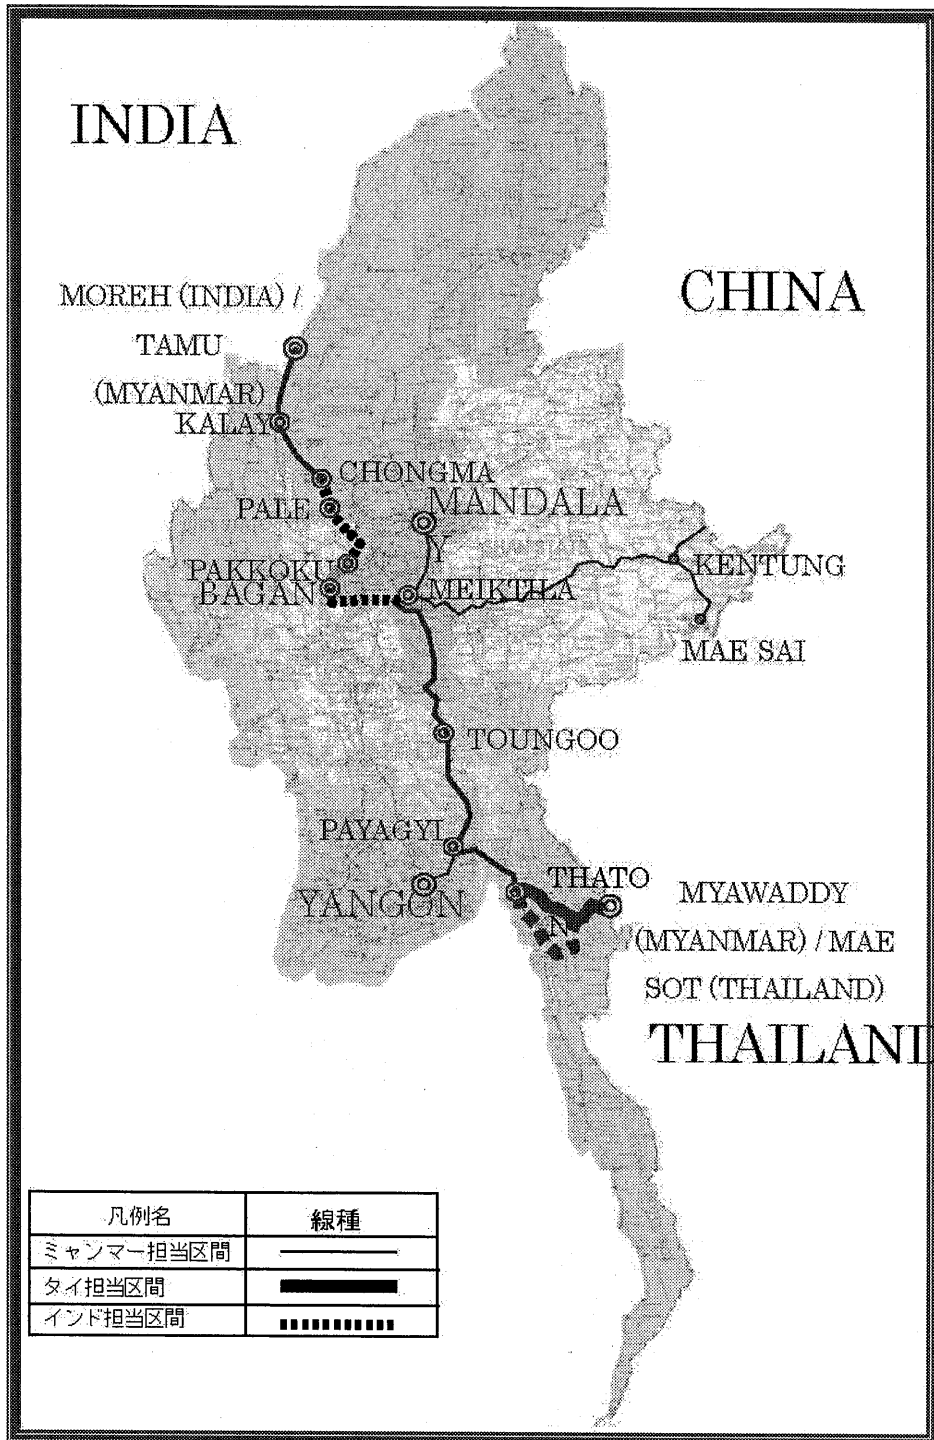 INDIA
CHINA
MOREH (INDIA) /
TAMU
(MYANMAR)
KALAY
CHONGMA
PALE
MANDALA
Y
PAKKOKU
BAGAN
MEIKTILA
KENTUNG
MAE SAI
TOUNGOO
PAYAGYI
YANGON
THATO
N
MYAWADDY
(MYANMAR) / MAE
SOT (THAILAND)
THAILAND
凡例名 線種
ミャンマー担当区間
タイ担当区間
インド担当区間